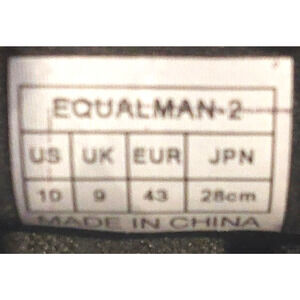 EQUALMAN-2
US UK EUR JPN
10 9 43 28cm
MADE IN CHINA